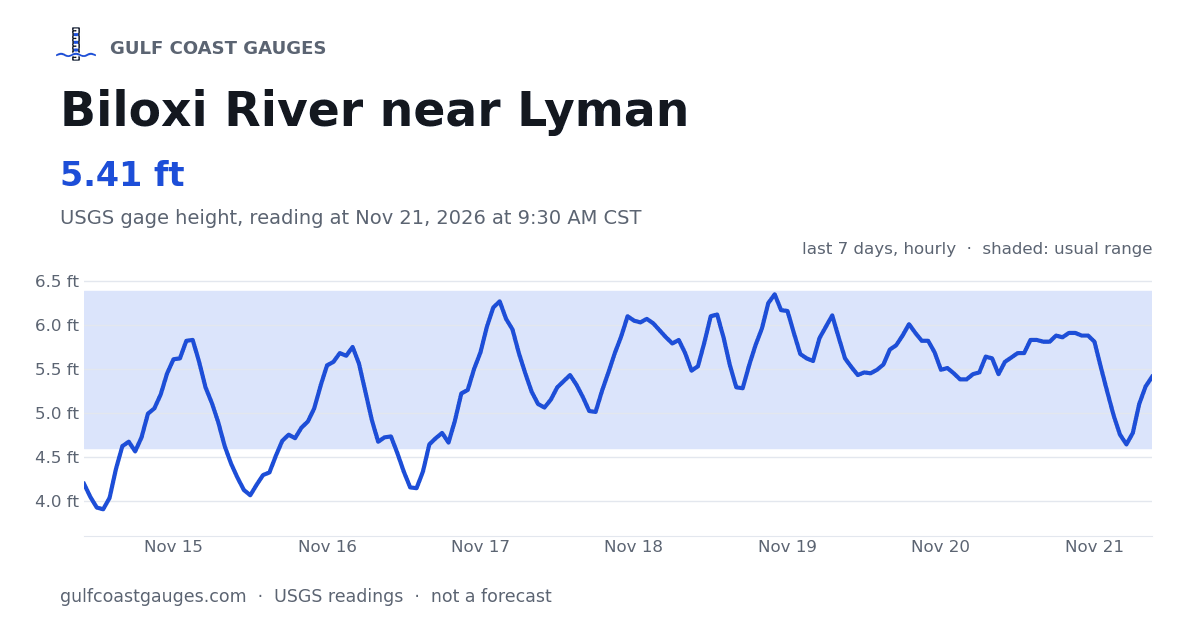 GULF COAST GAUGES
Biloxi River near Lyman
5.41 ft
USGS gage height, reading at Nov 21, 2026 at 9:30 AM CST
last 7 days, hourly · shaded: usual range
6.5 ft
6.0 ft
5.5 ft
5.0 ft
4.5 ft
4.0 ft
Nov 15 Nov 16 Nov 17 Nov 18 Nov 19 Nov 20 Nov 21
gulfcoastgauges.com · USGS readings · not a forecast